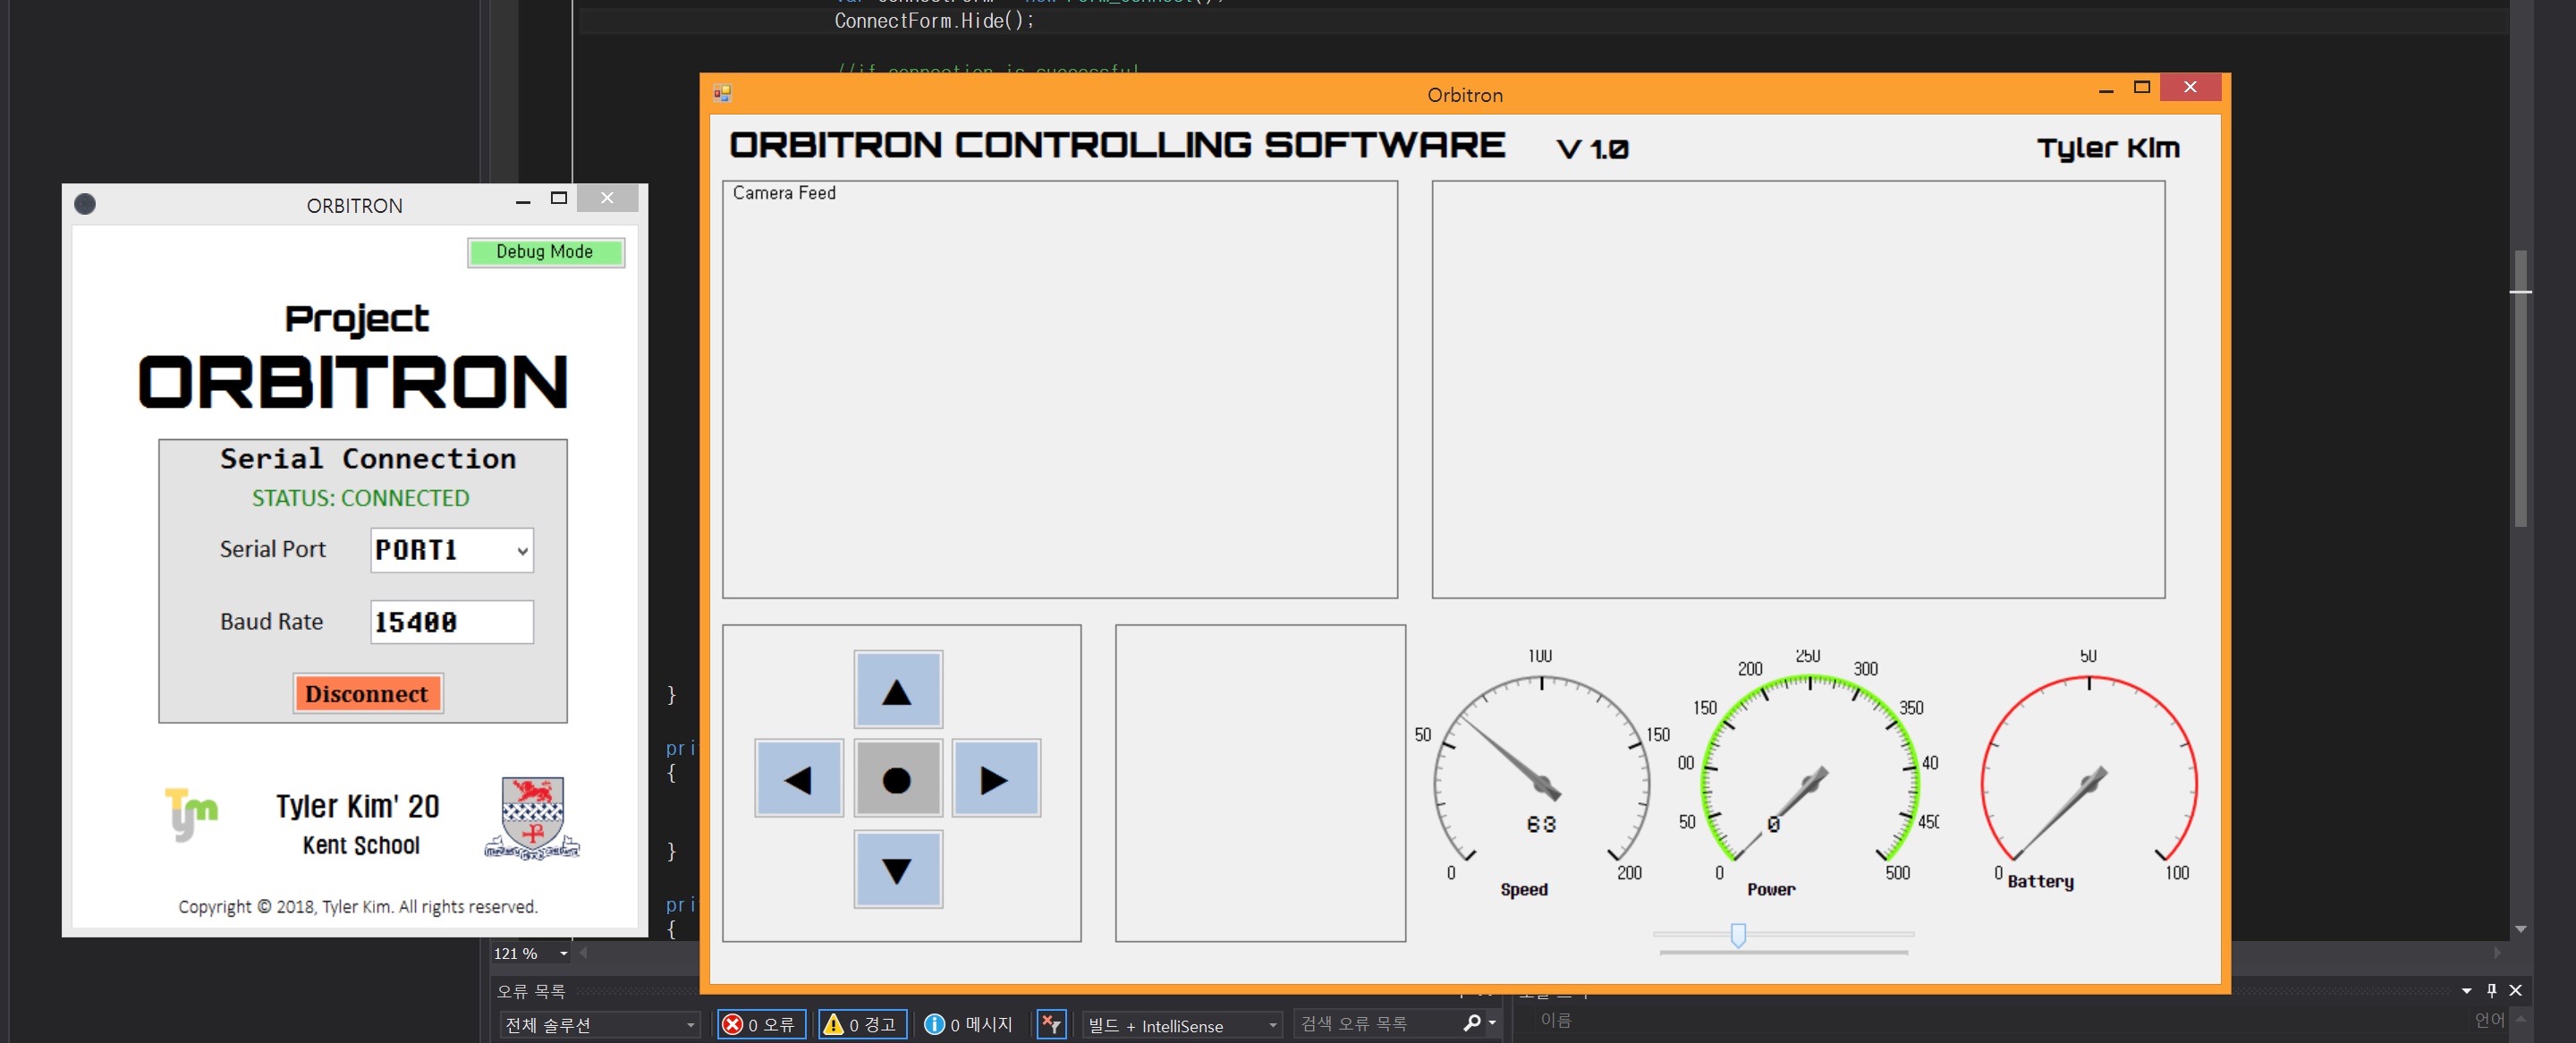 ConnectForm.Hide();
//if connection is successful
ORBITRON
Debug Mode
Project
ORBITRON
Serial Connection
STATUS: CONNECTED
Serial Port
PORT1
Baud Rate
15400
Disconnect
Tym
Tyler Kim' 20
Kent School
Copyright © 2018, Tyler Kim. All rights reserved.
Orbitron
ORBITRON CONTROLLING SOFTWARE V 1.0
Tyler Kim
Camera Feed
▲
◀ ● ▶
▼
0 50 100 150 200
63
Speed
0 50 00 150 200 250 300 350 40 450 500
0
Power
0 50 100
Battery
}
pri
{
}
pri
{
121 %
오류 목록
전체 솔루션
0 오류
0 경고
0 메시지
빌드 + IntelliSense
검색 오류 목록
이름
언어